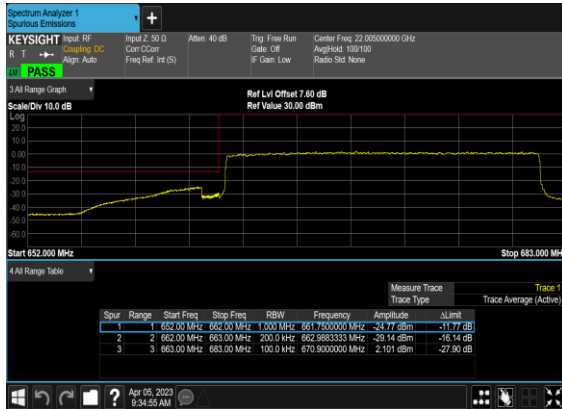 Spectrum Analyzer 1
Spurious Emissions
KEYSIGHT Input: RF Input Z: 50 Ω Atten: 40 dB Trig: Free Run Center Freq: 22.005000000 GHz
R T Coupling: DC Corr CCorr Gate: Off Avg|Hold: 100/100
Align: Auto Freq Ref: Int (S) IF Gain: Low Radio Std: None
LV PASS
3 All Range Graph
Ref Lvl Offset 7.60 dB
Scale/Div 10.0 dB Ref Value 30.00 dBm
Log
20.0
10.0
0.00
-10.0
-20.0
-30.0
-40.0
-50.0
-60.0
Start 652.000 MHz Stop 683.000 MH
4 All Range Table
Measure Trace Trace 1
Trace Type Trace Average (Active)
Spur Range Start Freq Stop Freq RBW Frequency Amplitude ΔLimit
1 1 652.00 MHz 662.00 MHz 1.000 MHz 661.7500000 MHz -24.77 dBm -11.77 dB
2 2 662.00 MHz 663.00 MHz 200.0 kHz 662.9883333 MHz -29.14 dBm -16.14 dB
3 3 663.00 MHz 683.00 MHz 100.0 kHz 670.9000000 MHz 2.101 dBm -27.90 dB
? Apr 05, 2023
9:34:55 AM